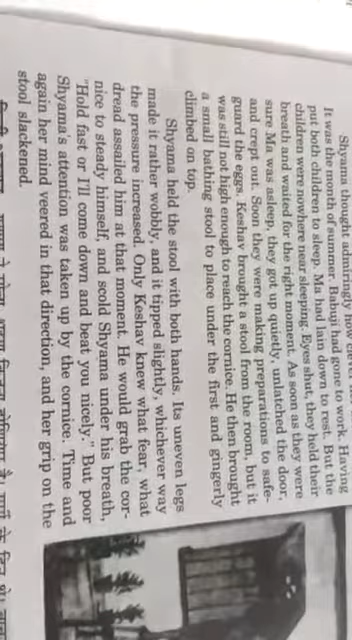 Shyama thought admiringly how
It was the month of summer. Babuji had gone to work. Having
put both children to sleep, Ma had lain down to rest. But the
children were nowhere near sleeping. Eyes shut, they held their
breath and waited for the right moment. As soon as they were
sure Ma was asleep, they got up quietly, unlatched the door,
and crept out. Soon they were making preparations to safe-
guard the eggs. Keshav brought a stool from the room, but it
was still not high enough to reach the cornice. He then brought
a small bathing stool to place under the first and gingerly
climbed on top.
Shyama held the stool with both hands. Its uneven legs
made it rather wobbly, and it tipped slightly, whichever way
the pressure increased. Only Keshav knew what fear, what
dread assailed him at that moment. He would grab the cor-
nice to steady himself, and scold Shyama under his breath,
"Hold fast or I'll come down and beat you nicely." But poor
Shyama's attention was taken up by the cornice. Time and
again her mind veered in that direction, and her grip on the
stool slackened.